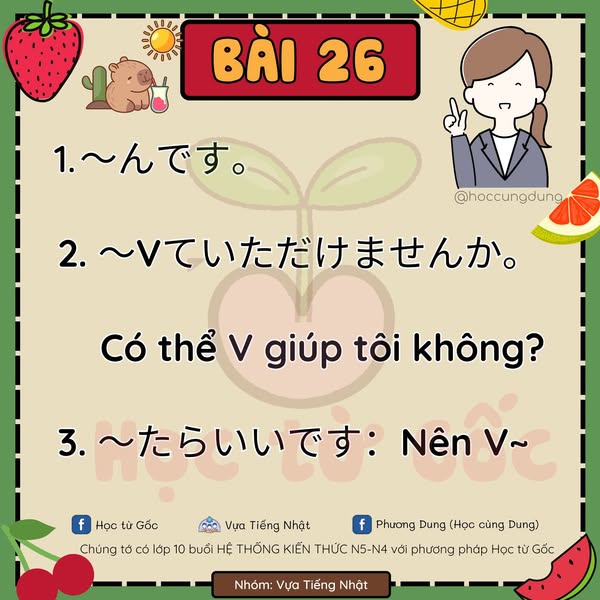 BÀI 26
@hoccungdung
1.〜んです。
2. 〜Vていただけませんか。
Có thể V giúp tôi không?
3. 〜たらいいです：Nên V~
Học từ Gốc
Học từ Gốc
Vựa Tiếng Nhật
Phương Dung (Học cùng Dung)
Chúng tớ có lớp 10 buổi HỆ THỐNG KIẾN THỨC N5-N4 với phương pháp Học từ Gốc
Nhóm: Vựa Tiếng Nhật